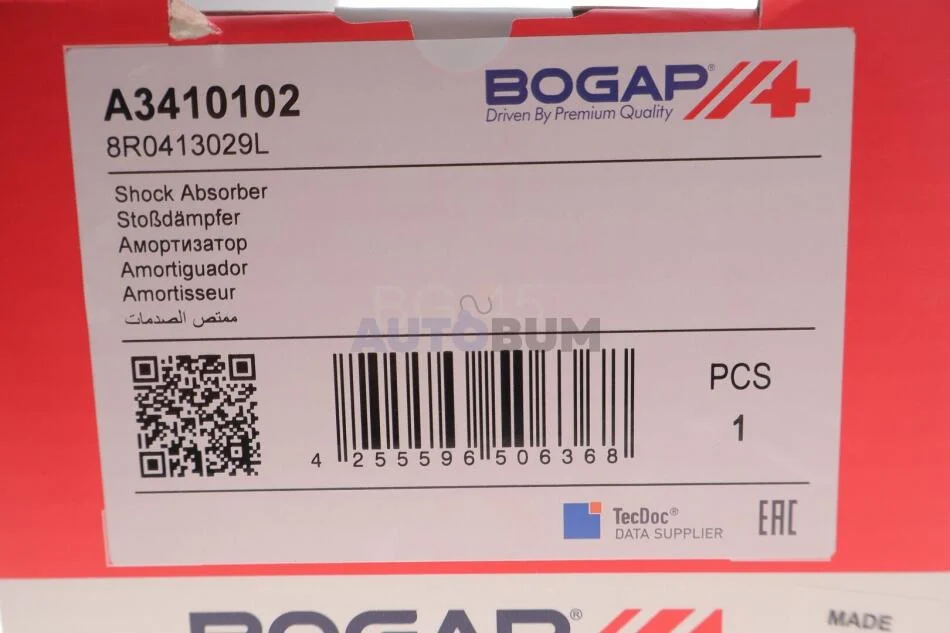 A3410102
8R0413029L
BOGAP®
Driven By Premium Quality
Shock Absorber
Stoßdämpfer
Амортизатор
Amortiguador
Amortisseur
ممتص الصدمات
AUTOBUM
PCS
1
4 255596 506368
TecDoc®
DATA SUPPLIER
EAC
BOGAP®
MADE